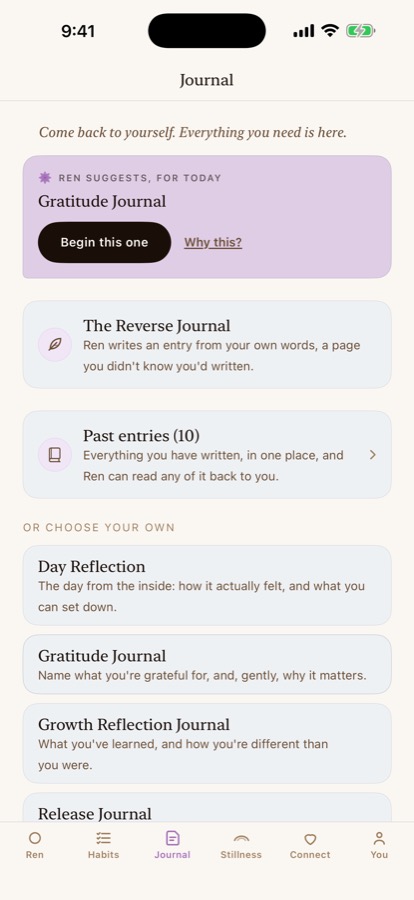 9:41
Journal
Come back to yourself. Everything you need is here.
REN SUGGESTS, FOR TODAY
Gratitude Journal
Begin this one
Why this?
The Reverse Journal
Ren writes an entry from your own words, a page
you didn't know you'd written.
Past entries (10)
Everything you have written, in one place, and
Ren can read any of it back to you.
OR CHOOSE YOUR OWN
Day Reflection
The day from the inside: how it actually felt, and what you
can set down.
Gratitude Journal
Name what you're grateful for, and, gently, why it matters.
Growth Reflection Journal
What you've learned, and how you're different than
you were.
Release Journal
Ren
Habits
Journal
Stillness
Connect
You